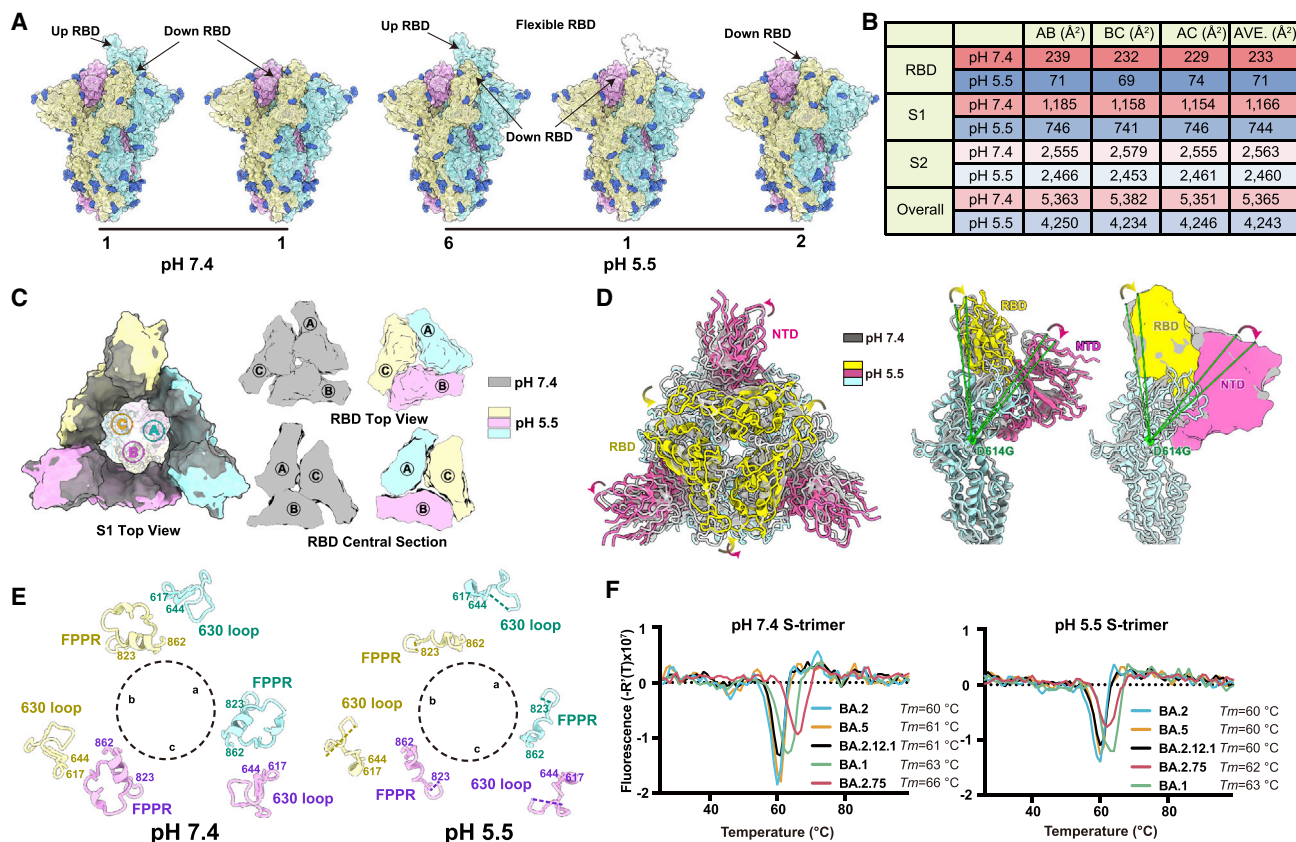 A
Up RBD
Down RBD
Up RBD
Flexible RBD
Down RBD
Down RBD
1
1
6
1
2
pH 7.4
pH 5.5
B
AB (Å²) BC (Å²) AC (Å²) AVE. (Å²)
RBD pH 7.4 239 232 229 233
pH 5.5 71 69 74 71
S1 pH 7.4 1,185 1,158 1,154 1,166
pH 5.5 746 741 746 744
S2 pH 7.4 2,555 2,579 2,555 2,563
pH 5.5 2,466 2,453 2,461 2,460
Overall pH 7.4 5,363 5,382 5,351 5,365
pH 5.5 4,250 4,234 4,246 4,243
C
C
A
B
S1 Top View
A
C
B
A
C
B
RBD Top View
A
C
B
A
C
B
RBD Central Section
pH 7.4
pH 5.5
D
NTD
RBD
pH 7.4
pH 5.5
RBD
NTD
D614G
RBD
NTD
D614G
E
617
644
630 loop
FPPR
862
823
a
b
c
FPPR
823
862
630 loop
644
617
862
823
FPPR
644
617
630 loop
pH 7.4
617
644
630 loop
FPPR
862
823
a
b
c
823
FPPR
862
630 loop
644
617
862
823
FPPR
630 loop
644
617
pH 5.5
F
pH 7.4 S-trimer
Fluorescence (-R'(T)x10⁷)
1
0
-1
-2
BA.2 Tm=60 °C
BA.5 Tm=61 °C
BA.2.12.1 Tm=61 °C
BA.1 Tm=63 °C
BA.2.75 Tm=66 °C
40 60 80
Temperature (°C)
pH 5.5 S-trimer
1
0
-1
-2
BA.2 Tm=60 °C
BA.5 Tm=60 °C
BA.2.12.1 Tm=60 °C
BA.2.75 Tm=62 °C
BA.1 Tm=63 °C
40 60 80
Temperature (°C)